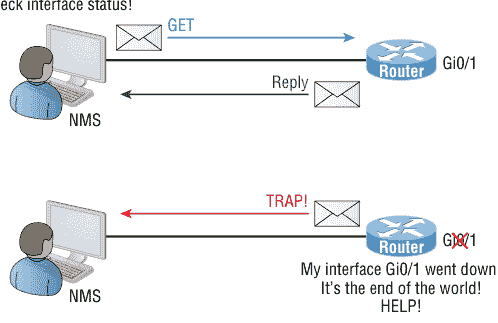 eck interface status!
GET
Router
Gi0/1
Reply
NMS
TRAP!
Router
Gi0/1
My interface Gi0/1 went down
It's the end of the world!
HELP!
NMS